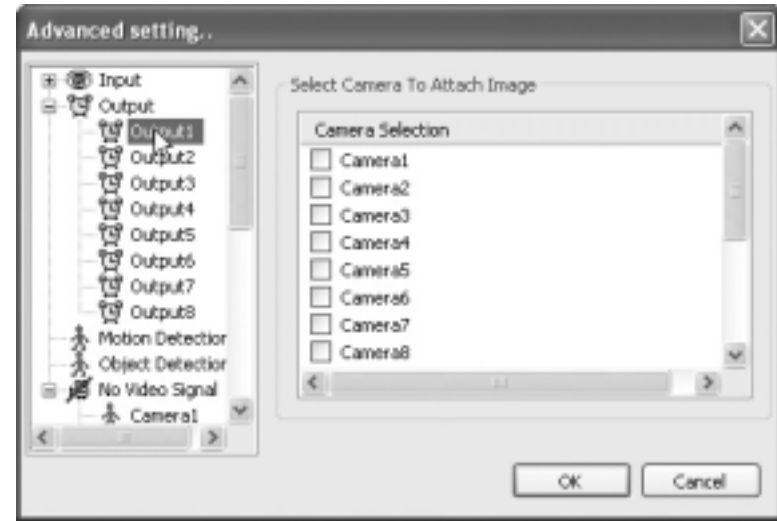 Advanced setting..
Input
Output
Output1
Output2
Output3
Output4
Output5
Output6
Output7
Output8
Motion Detection
Object Detection
No Video Signal
Camera1
Select Camera To Attach Image
Camera Selection
Camera1
Camera2
Camera3
Camera4
Camera5
Camera6
Camera7
Camera8
OK
Cancel